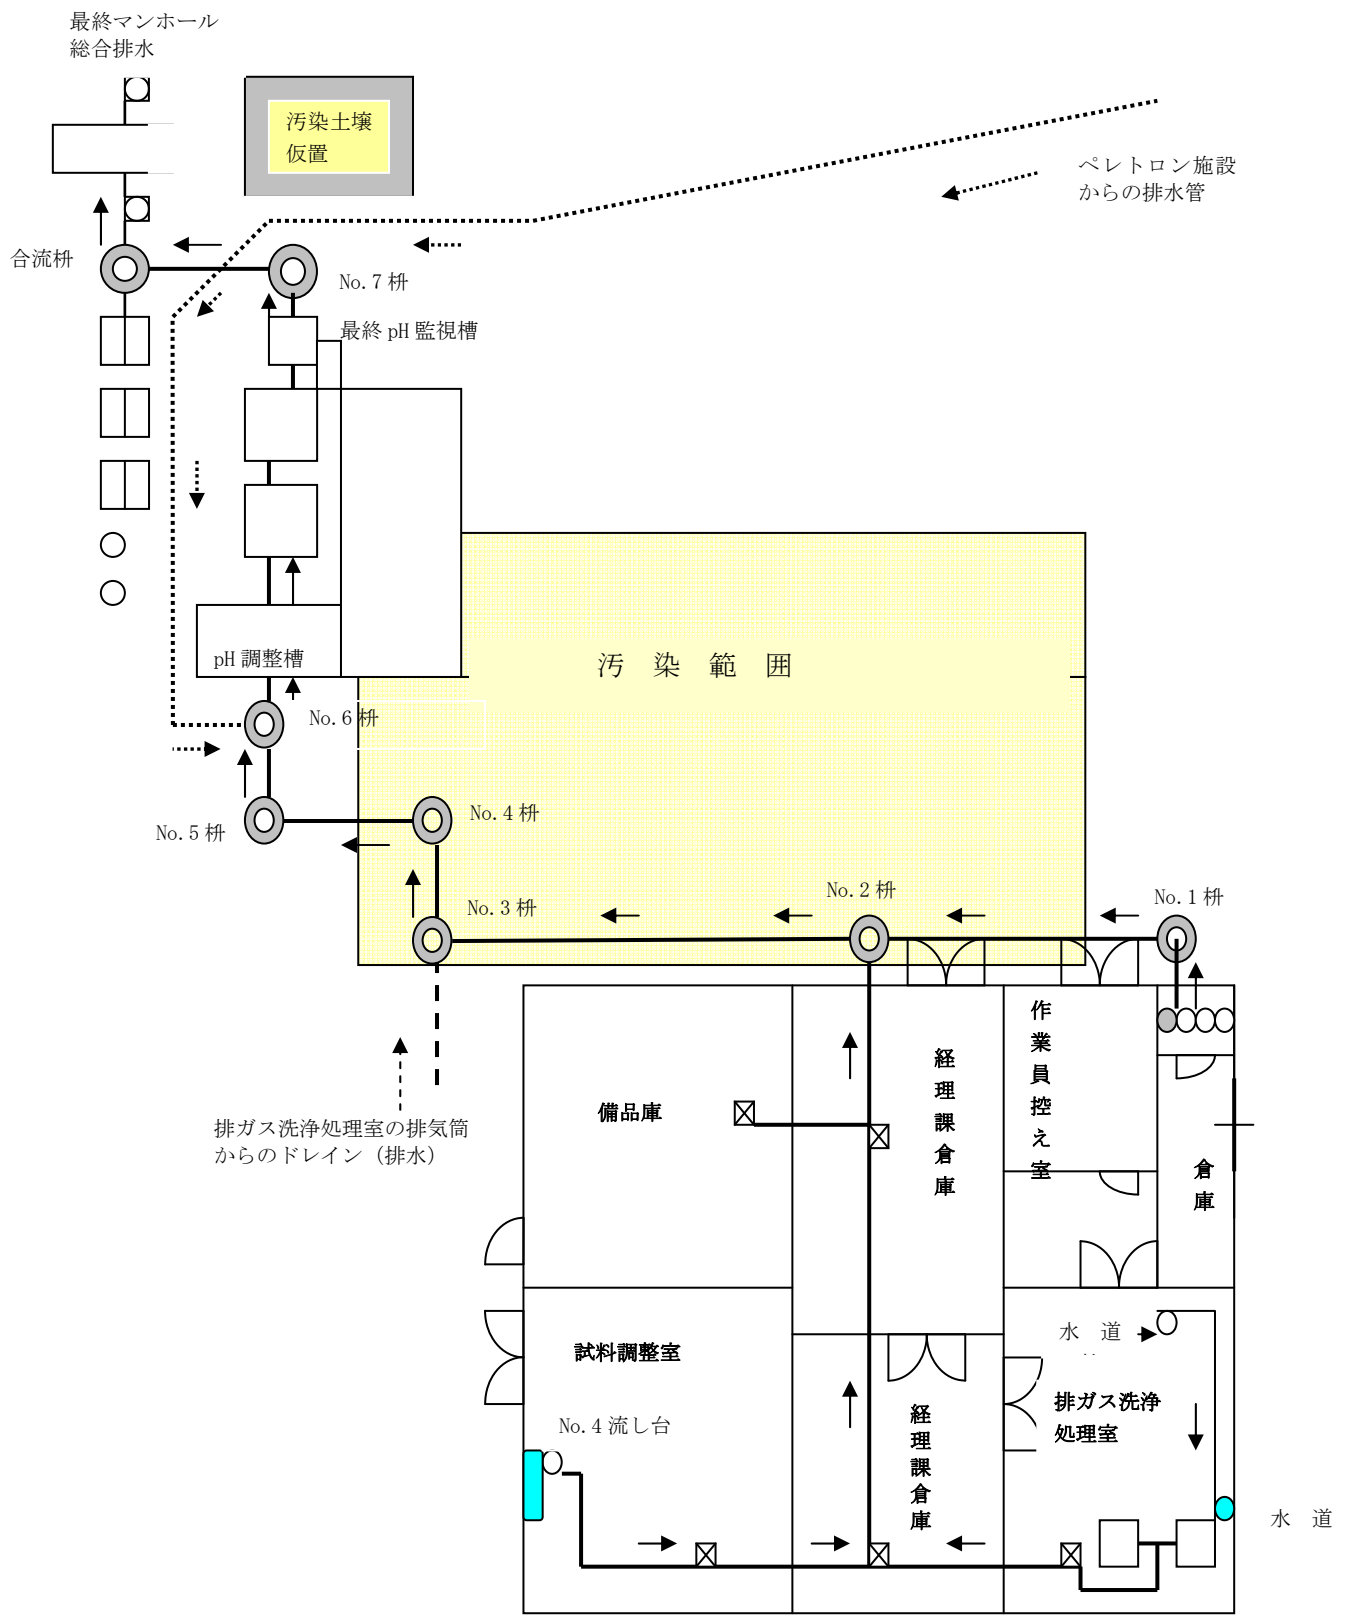 最終マンホール
総合排水
汚染土壌
仮置
ペレトロン施設
からの排水管
合流枡
No.7 枡
最終 pH 監視槽
汚 染 範 囲
pH 調整槽
No.6 枡
No.4 枡
No.5 枡
No.2 枡
No.1 枡
No.3 枡
作業員控え室
経理課倉庫
備品庫
排ガス洗浄処理室の排気筒
からのドレイン（排水）
倉庫
水 道
試料調整室
排ガス洗浄
処理室
No.4 流し台
経理課倉庫
水 道